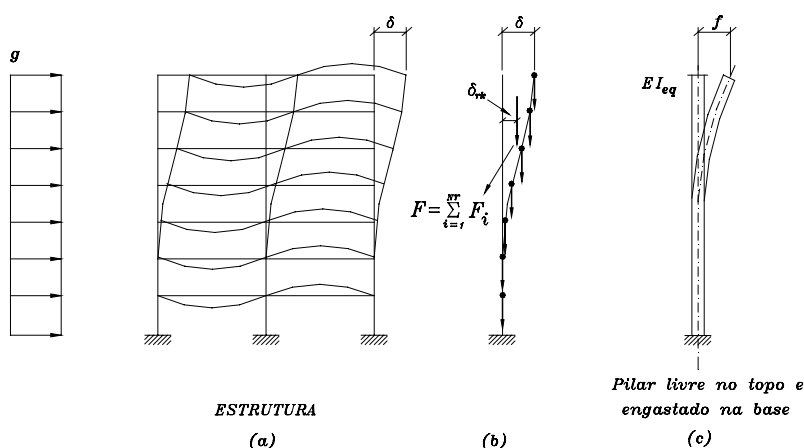 δ
δ
f
g
EI_eq
δ_rk
F = Σ_{i=1}^{Nr} F_i
Pilar livre no topo e
engastado na base
ESTRUTURA
(a)
(b)
(c)